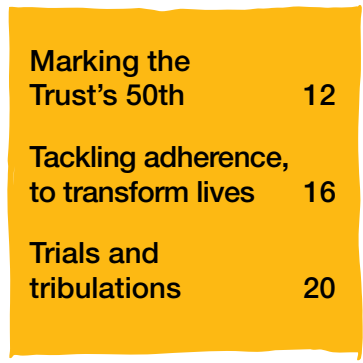 Marking the
Trust's 50th 12
Tackling adherence,
to transform lives 16
Trials and
tribulations 20